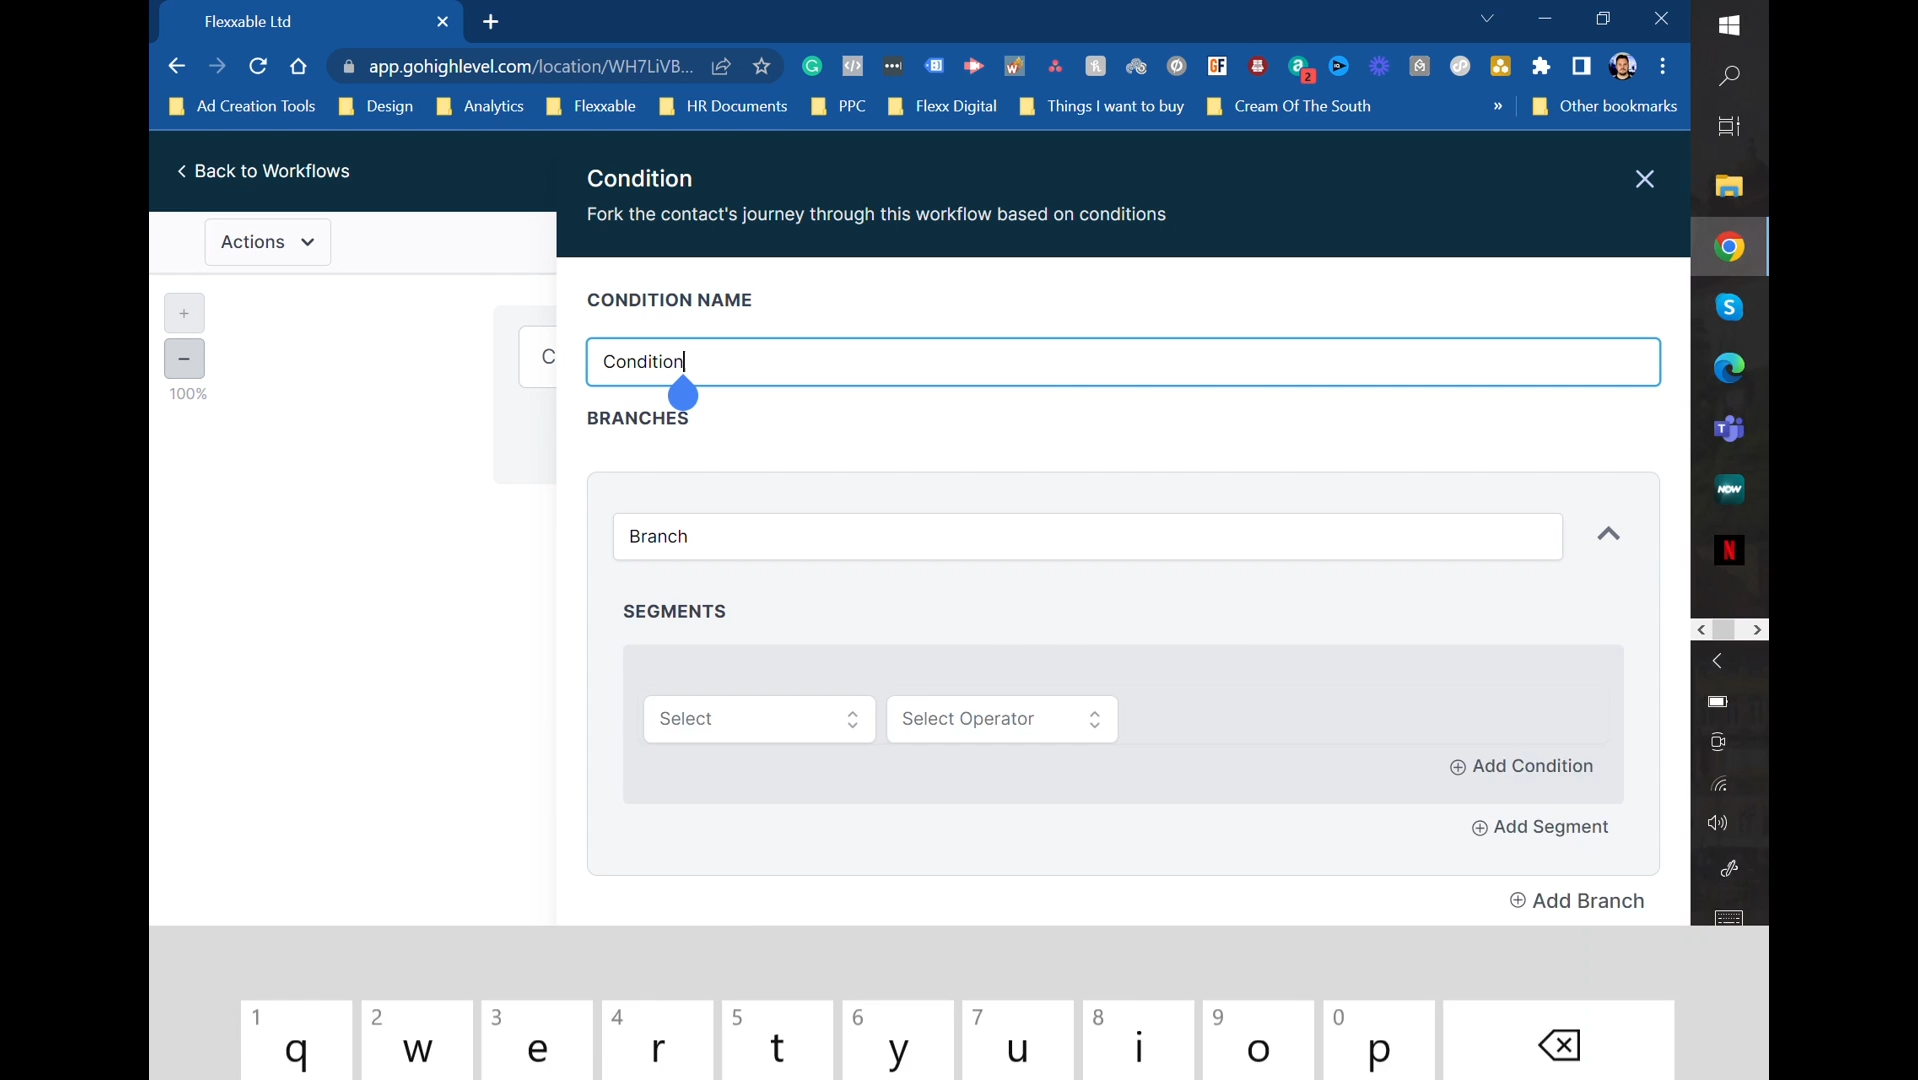 Flexxable Ltd
app.gohighlevel.com/location/WH7LiVB...
Ad Creation Tools
Design
Analytics
Flexxable
HR Documents
PPC
Flexx Digital
Things I want to buy
Cream Of The South
»
Other bookmarks
Back to Workflows
Condition
Fork the contact's journey through this workflow based on conditions
Actions
CONDITION NAME
+
−
100%
C
Condition
BRANCHES
Branch
SEGMENTS
Select
Select Operator
Add Condition
Add Segment
Add Branch
GF
2
S
T
NOW
N
1 2 3 4 5 6 7 8 9 0
q w e r t y u i o p